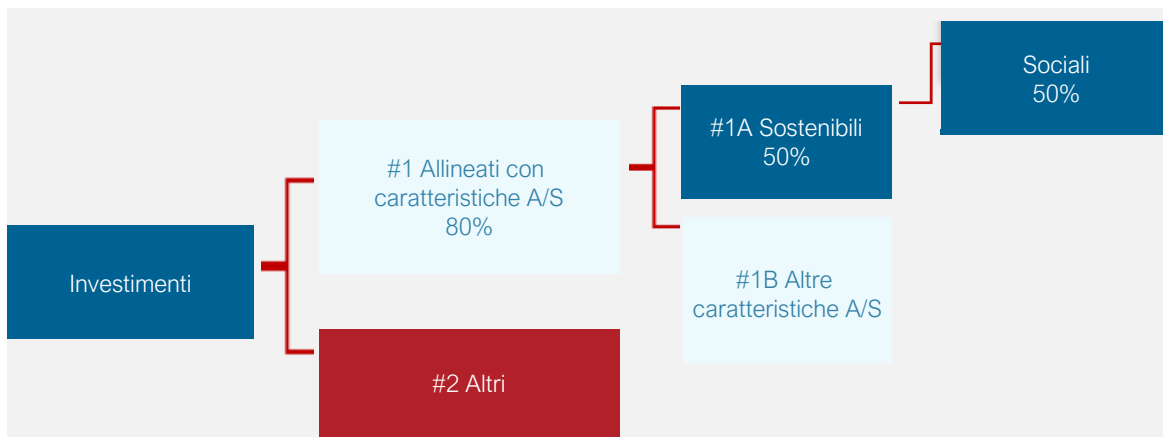 Investimenti
#1 Allineati con
caratteristiche A/S
80%
#2 Altri
#1A Sostenibili
50%
#1B Altre
caratteristiche A/S
Sociali
50%